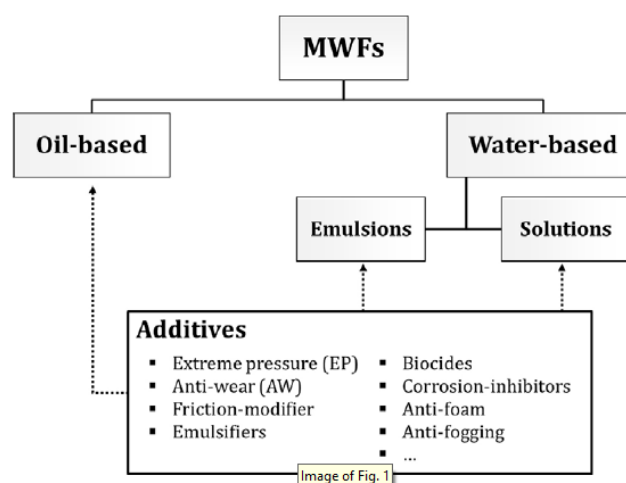 MWFs
Oil-based
Water-based
Emulsions
Solutions
Additives
▪ Extreme pressure (EP)
▪ Anti-wear (AW)
▪ Friction-modifier
▪ Emulsifiers
▪ Biocides
▪ Corrosion-inhibitors
▪ Anti-foam
▪ Anti-fogging
▪ ...
Image of Fig. 1